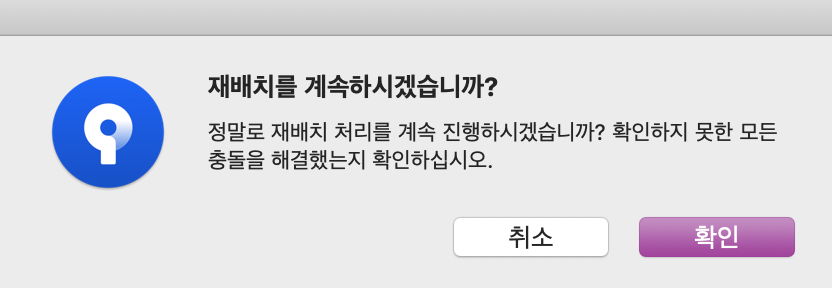 재배치를 계속하시겠습니까?
정말로 재배치 처리를 계속 진행하시겠습니까? 확인하지 못한 모든
충돌을 해결했는지 확인하십시오.
취소
확인